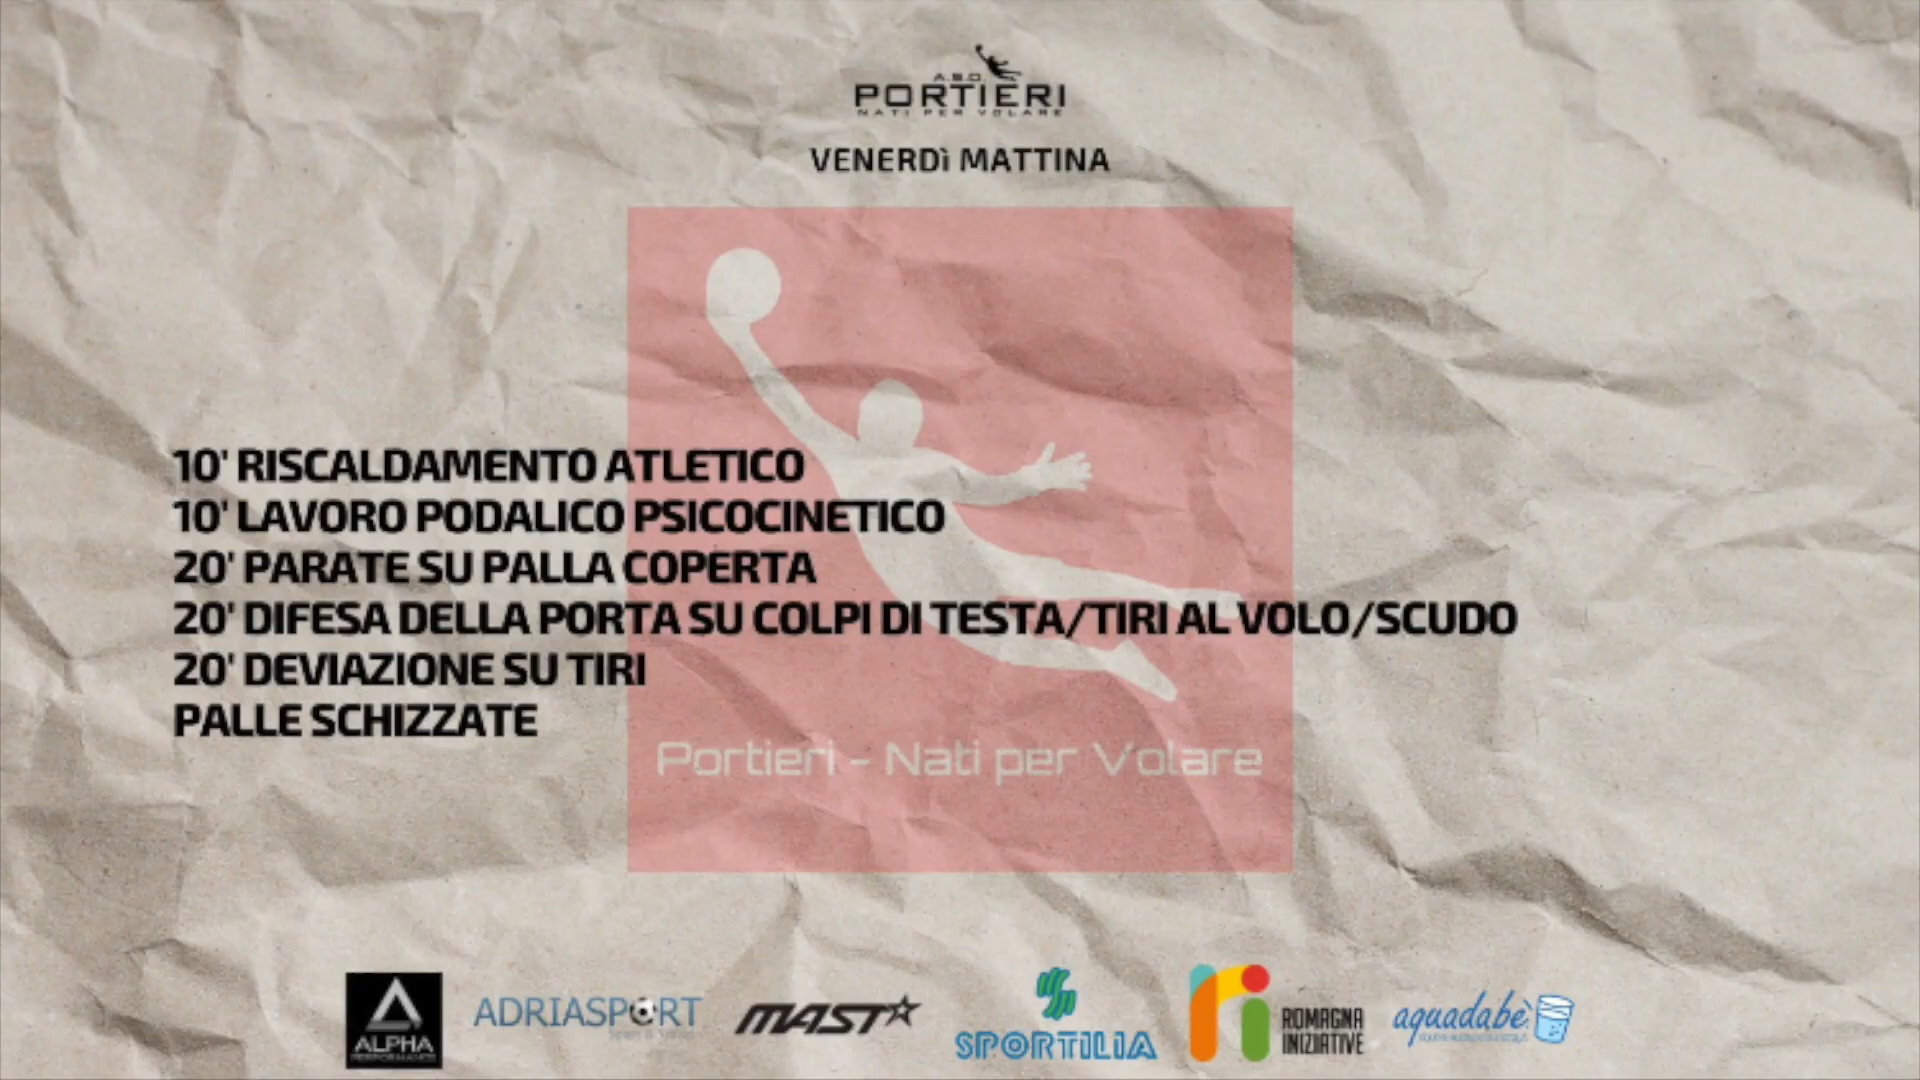 A.S.D.
PORTIERI
NATI PER VOLARE
VENERDì MATTINA
10' RISCALDAMENTO ATLETICO
10' LAVORO PODALICO PSICOCINETICO
20' PARATE SU PALLA COPERTA
20' DIFESA DELLA PORTA SU COLPI DI TESTA/TIRI AL VOLO/SCUDO
20' DEVIAZIONE SU TIRI
PALLE SCHIZZATE
Portieri - Nati per Volare
ALPHA
PERFORMANCE
ADRIASPORT
MAST
SPORTILIA
ROMAGNA
INIZIATIVE
aquadabè